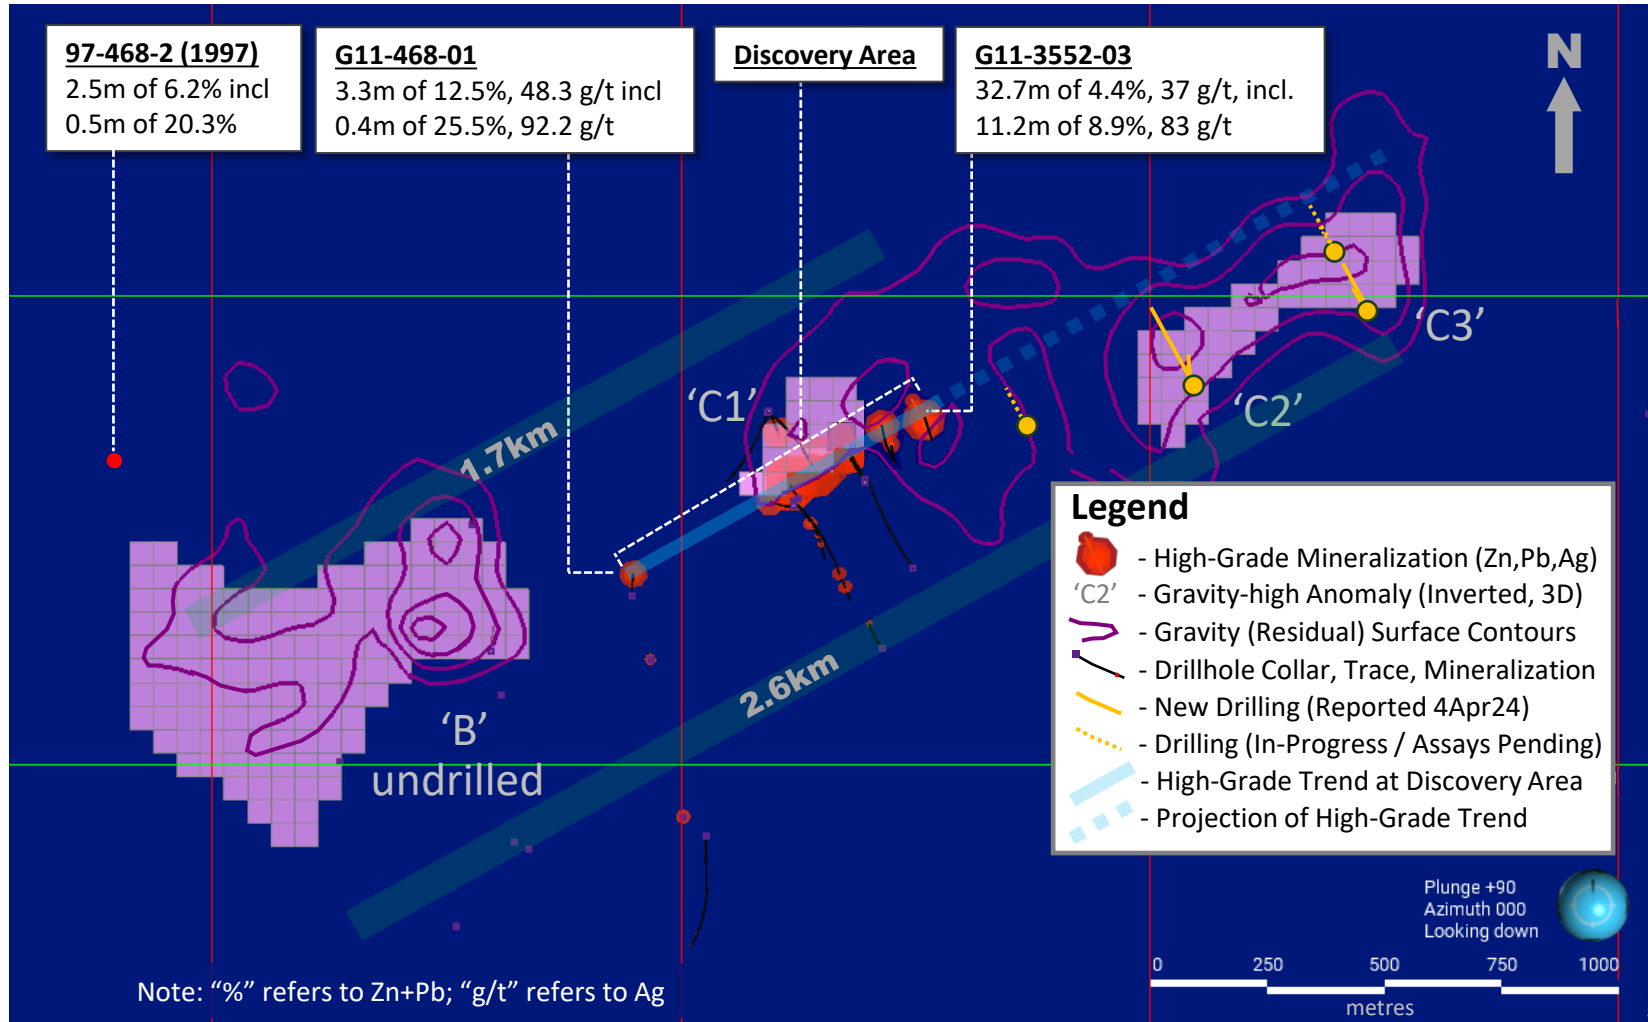 97-468-2 (1997)
2.5m of 6.2% incl
0.5m of 20.3%
G11-468-01
3.3m of 12.5%, 48.3 g/t incl
0.4m of 25.5%, 92.2 g/t
Discovery Area
G11-3552-03
32.7m of 4.4%, 37 g/t, incl.
11.2m of 8.9%, 83 g/t
N
‘C3’
‘C1’
‘C2’
1.7km
2.6km
‘B’
undrilled
Legend
- High-Grade Mineralization (Zn,Pb,Ag)
‘C2’ - Gravity-high Anomaly (Inverted, 3D)
- Gravity (Residual) Surface Contours
- Drillhole Collar, Trace, Mineralization
- New Drilling (Reported 4Apr24)
- Drilling (In-Progress / Assays Pending)
- High-Grade Trend at Discovery Area
- Projection of High-Grade Trend
Plunge +90
Azimuth 000
Looking down
0 250 500 750 1000
metres
Note: “%” refers to Zn+Pb; “g/t” refers to Ag